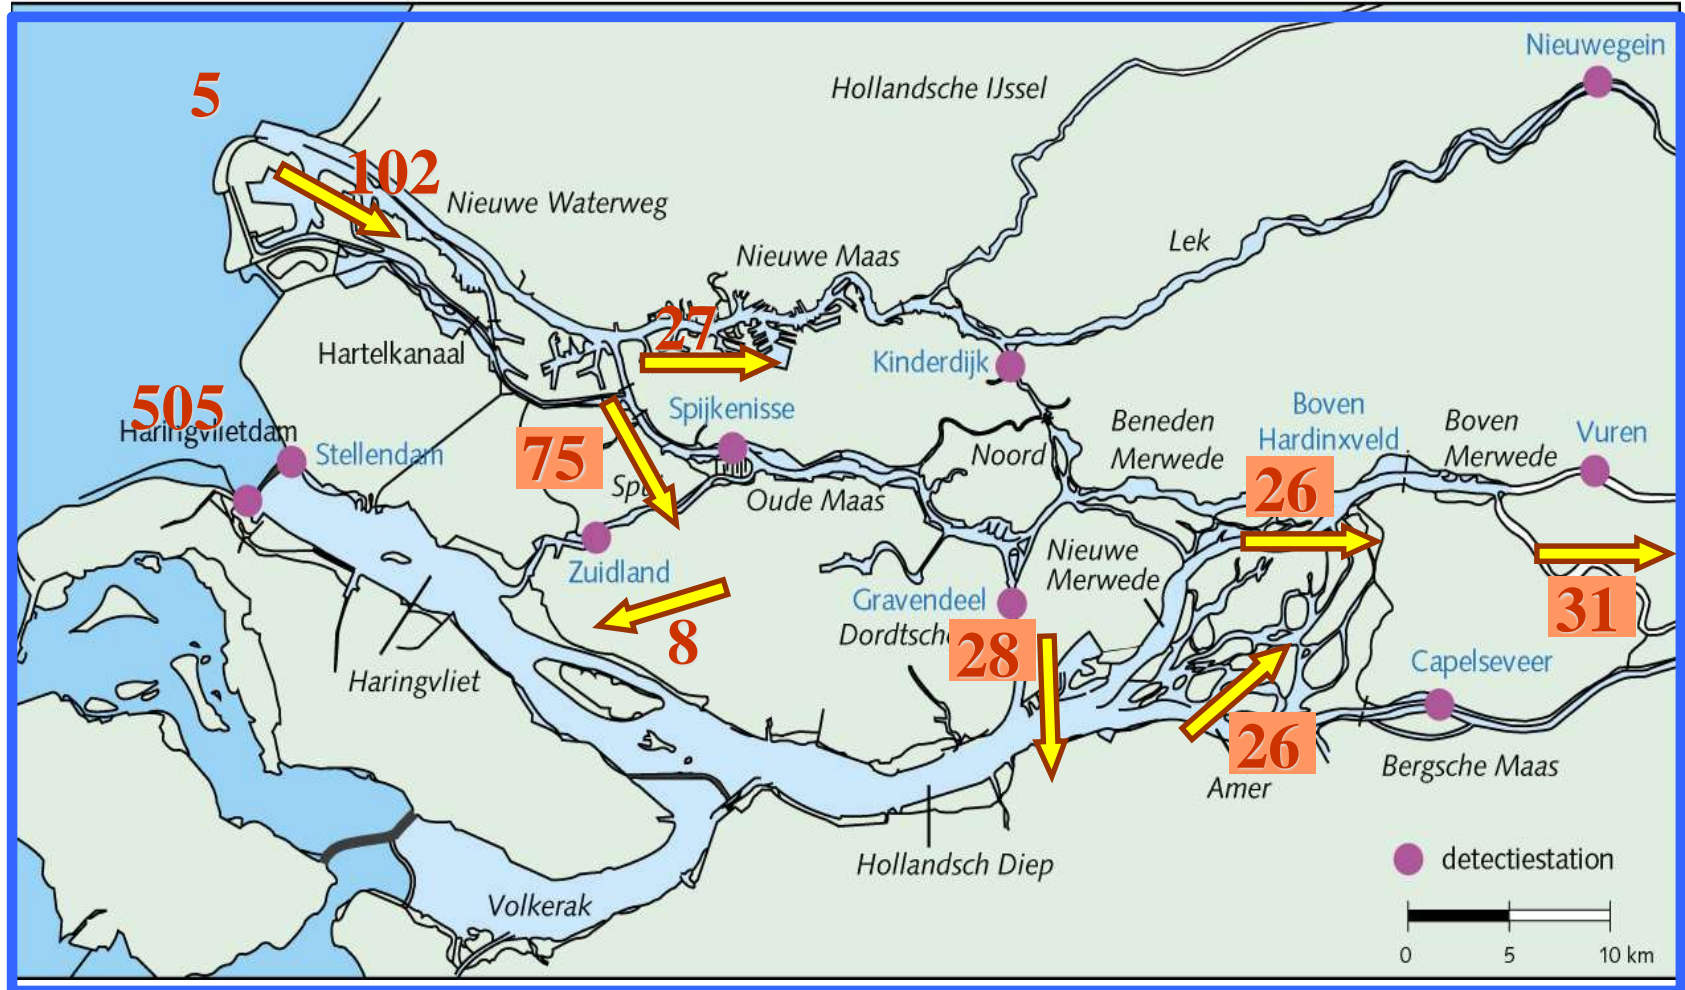 Nieuwegein
Hollandsche IJssel
5
102
Nieuwe Waterweg
Lek
Nieuwe Maas
27
Hartelkanaal
Kinderdijk
505
Haringvlietdam
Spijkenisse
Boven
Hardinxveld
Beneden
Merwede
Boven
Merwede
Vuren
Stellendam
75
Noord
26
Spui
Oude Maas
Nieuwe
Merwede
Zuidland
Gravendeel
Dordtsche
31
8
28
Haringvliet
Capelseveer
26
Bergsche Maas
Amer
Hollandsch Diep
detectiestation
Volkerak
0 5 10 km